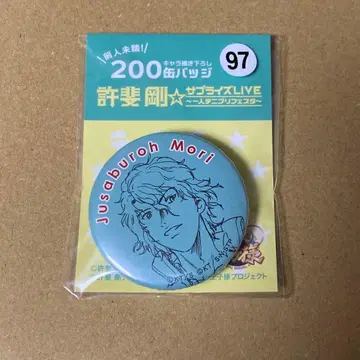 前人未踏!
キャラ描き下ろし
200缶バッジ
97
許斐 剛☆サプライズLIVE
〜一人テニプリフェスタ〜
Jusaburoh Mori